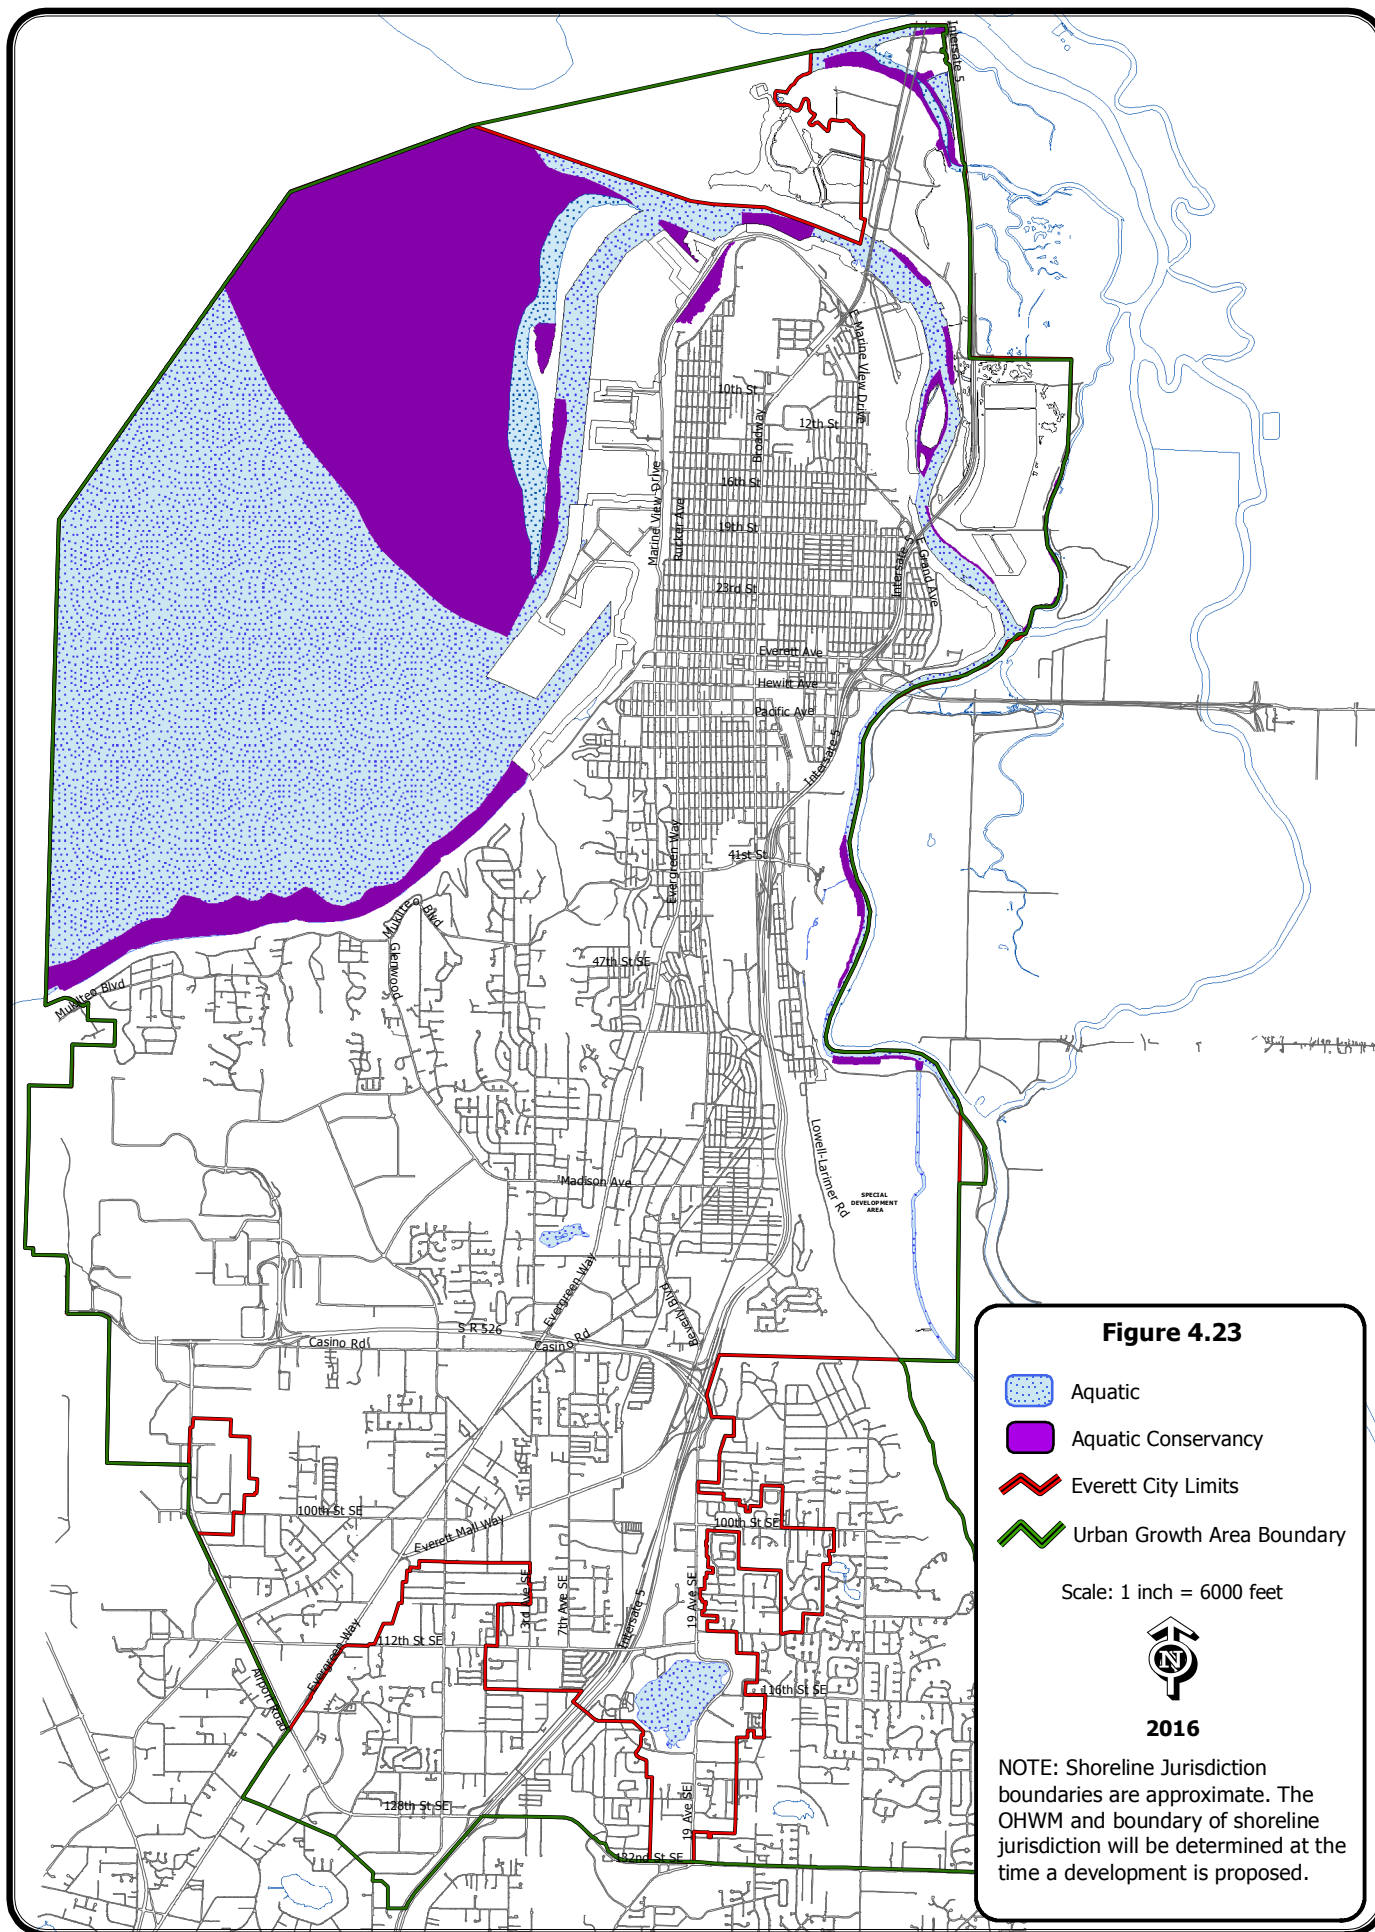 Intersate 5
E Marine View Drive
10th St
12th St
Broadway
Marine View Drive
Rucker Ave
16th St
19th St
Intersate 5
E Grand Ave
23rd St
Everett Ave
Hewitt Ave
Pacific Ave
Intersate 5
Evergreen Way
41st St
Mukilteo Blvd
Glenwood
47th St SE
Mukilteo Blvd
Lowell-Larimer Rd
Madison Ave
SPECIAL
DEVELOPMENT
AREA
Evergreen Way
Beverly Blvd
S R 526
Casino Rd
Casino Rd
100th St SE
Everett Mall Way
100th St SE
3rd Ave SE
7th Ave SE
Intersate 5
19 Ave SE
Evergreen Way
112th St SE
Airport Road
116th St SE
128th St SE
19 Ave SE
132nd St SE
Figure 4.23
Aquatic
Aquatic Conservancy
Everett City Limits
Urban Growth Area Boundary
Scale: 1 inch = 6000 feet
N
2016
NOTE: Shoreline Jurisdiction
boundaries are approximate. The
OHWM and boundary of shoreline
jurisdiction will be determined at the
time a development is proposed.